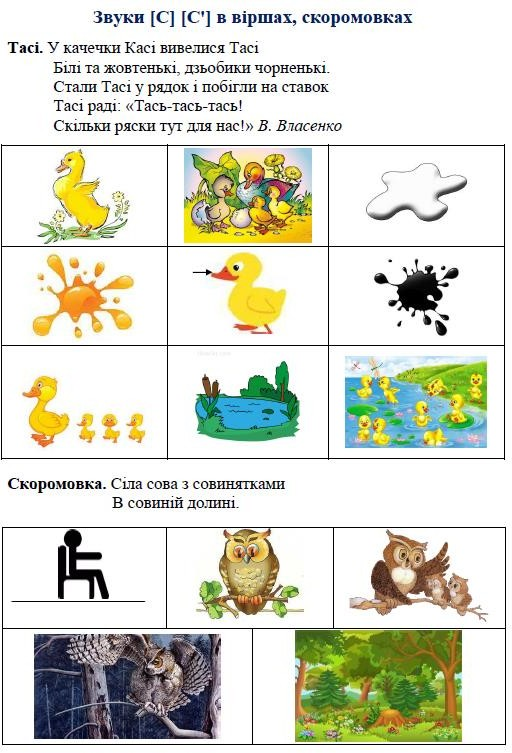 Звуки [С] [С'] в віршах, скоромовках
Тасі. У качечки Касі вивелися Тасі
Білі та жовтенькі, дзьобики чорненькі.
Стали Тасі у рядок і побігли на ставок
Тасі раді: «Тась-тась-тась!
Скільки ряски тут для нас!» В. Власенко
Скоромовка. Сіла сова з совинятками
В совиній долині.